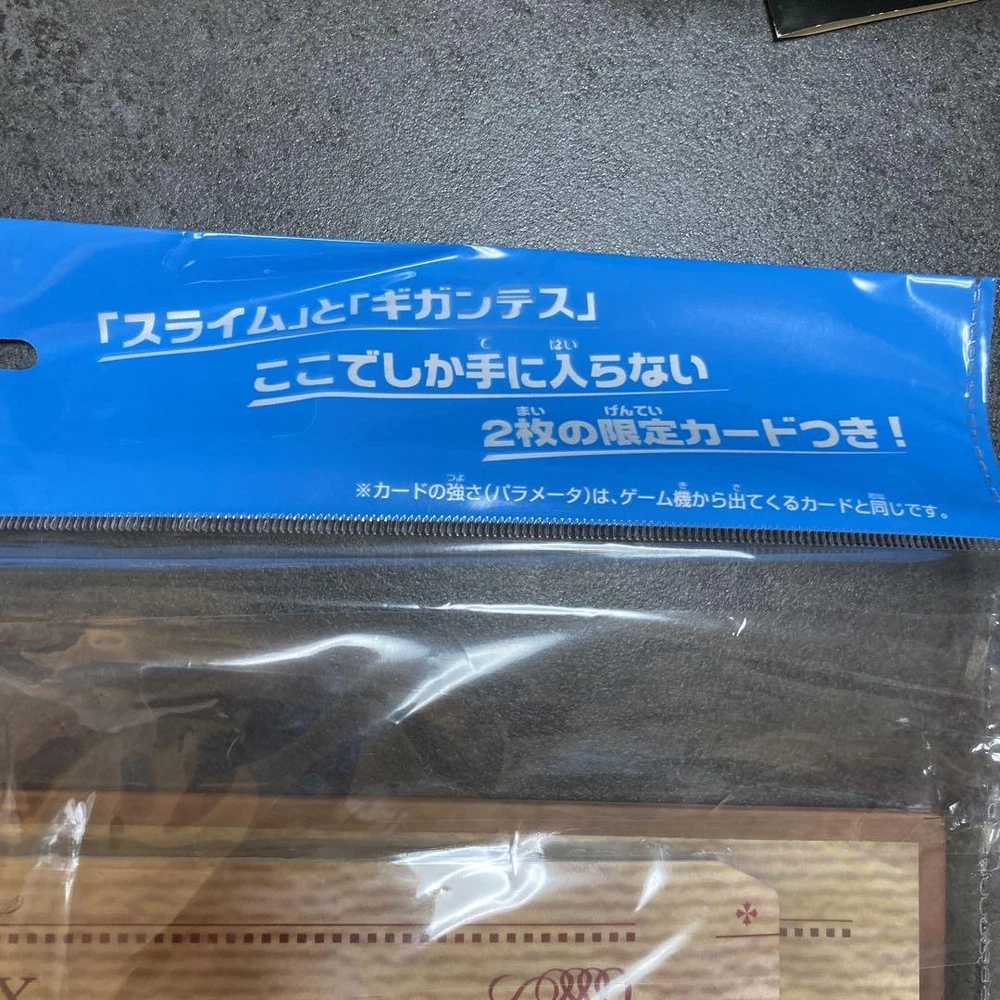 「スライム」と「ギガンテス」
ここでしか手に入らない
2枚の限定カードつき！
※カードの強さ（パラメータ）は、ゲーム機から出てくるカードと同じです。